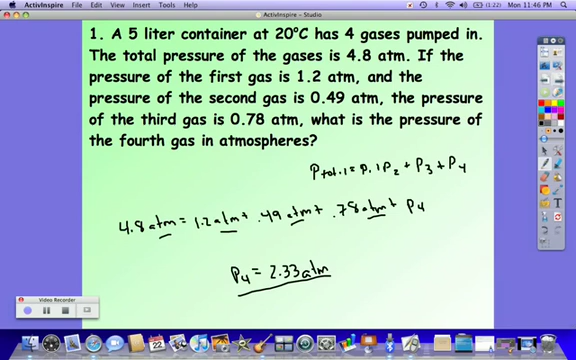 ActivInspire File Edit View Insert Tools Help (1:22) Mon 11:46 PM
ActivInspire - Studio
1. A 5 liter container at 20°C has 4 gases pumped in.
The total pressure of the gases is 4.8 atm. If the
pressure of the first gas is 1.2 atm, and the
pressure of the second gas is 0.49 atm, the pressure
of the third gas is 0.78 atm, what is the pressure of
the fourth gas in atmospheres?
P₂ + P₃ + P₄
4.8 atm = 1.2 atm + .49 atm + .78 atm + P₄
P₄ = 2.33 atm
Video Recorder
22